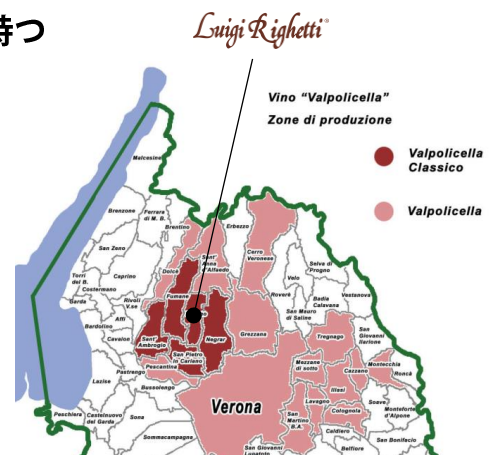 持つ
Luigi Righetti
Vino “Valpolicella”
Zone di produzione
Valpolicella
Classico
Valpolicella
Malcesine
Brenzone
Ferrara
di M. B.
Brentino
Erbezzo
San Zeno
Sant'
Anna
d'Alfaedo
Cerro
Veronese
Selva di
Progno
Dolcè
Velo
Torri
del B.
Caprino
Costermano
Fumane
Roverè
Vestenova
Garda
Rivoli
V.se
Badia
Calavena
San Mauro
di Saline
Affi
Bardolino
Cavaion
Sant'
Ambrogio
Negrar
Grezzana
Tregnago
San
Giovanni
Ilarione
San Pietro
in Cariano
Pescantina
Pastrengo
Mezzane
di sotto
Cazzano
Montecchia
Roncà
Lazise
Bussolengo
Illasi
Verona
Lavagno
Colognola
Soave
Monteforte
d'Alpone
Peschiera
Castelnuovo
del Garda
Sona
San
Martino
B.A.
Caldiero
San Bonifacio
Sommacampagna
Belfiore
San Giovanni
Lupatoto